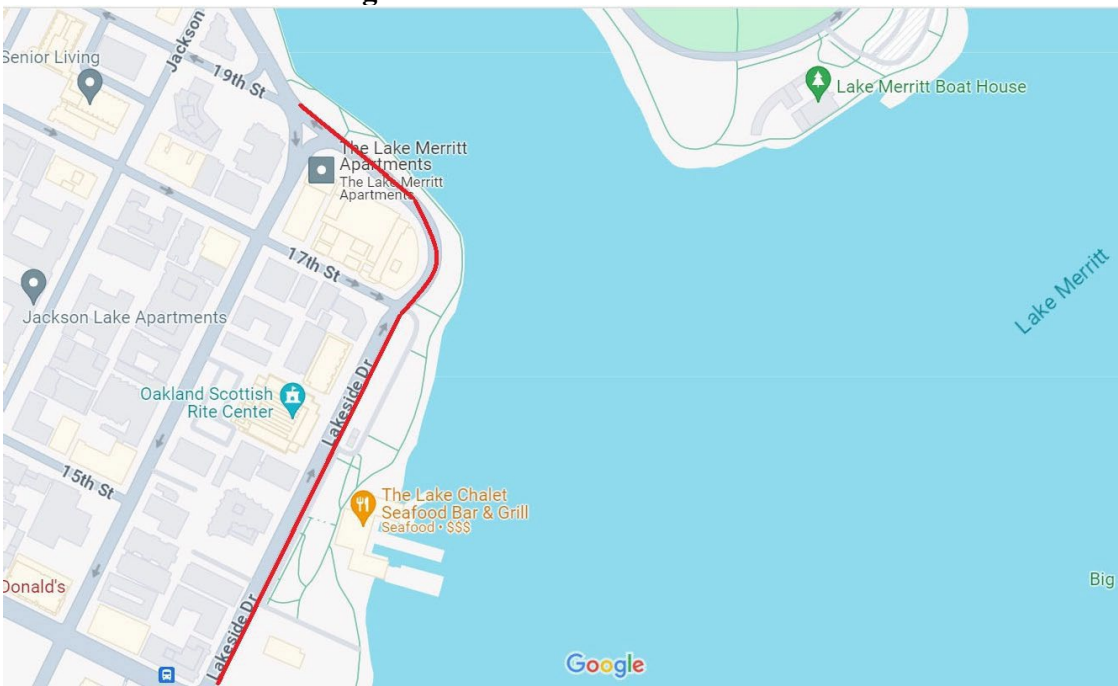 Senior Living
Jackson
19th St
Lake Merritt Boat House
The Lake Merritt
Apartments
The Lake Merritt
Apartments
17th St
Lake Merritt
Jackson Lake Apartments
Oakland Scottish
Rite Center
Lakeside Dr
15th St
The Lake Chalet
Seafood Bar & Grill
Seafood • $$$
Donald's
Big
Lakeside Dr
Google